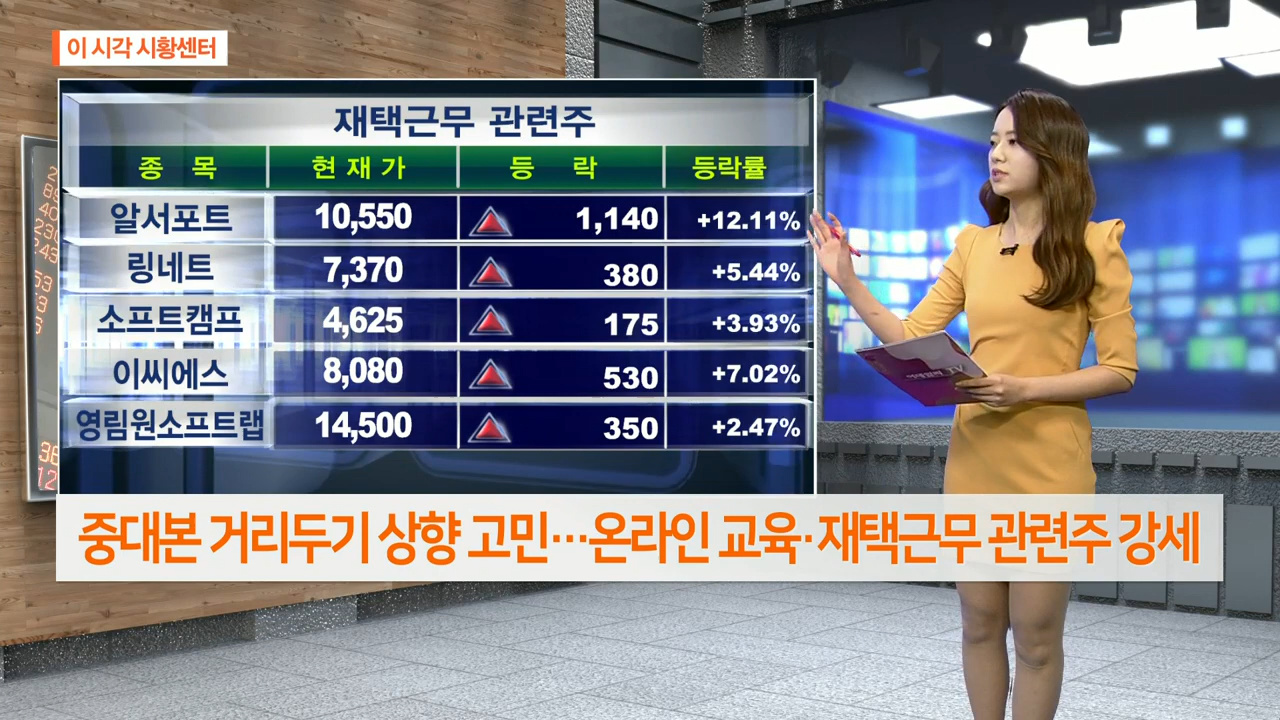 이 시각 시황센터
재택근무 관련주
종 목 현 재 가 등 락 등락률
알서포트 10,550 ▲ 1,140 +12.11%
링네트 7,370 ▲ 380 +5.44%
소프트캠프 4,625 ▲ 175 +3.93%
이씨에스 8,080 ▲ 530 +7.02%
영림원소프트랩 14,500 ▲ 350 +2.47%
중대본 거리두기 상향 고민…온라인 교육·재택근무 관련주 강세